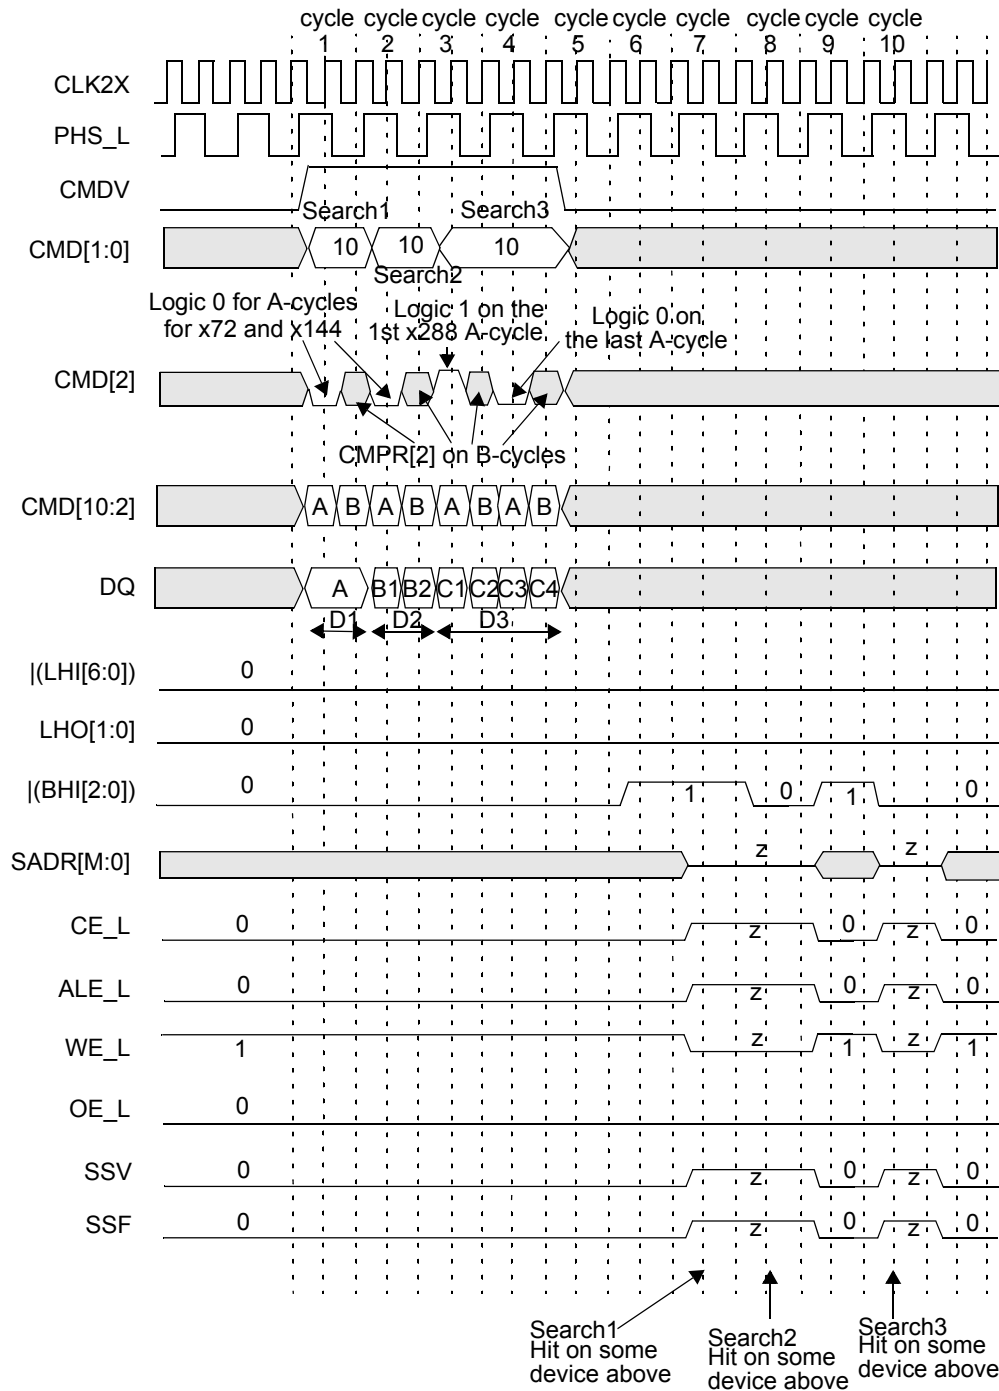 cycle cycle cycle cycle cycle cycle cycle cycle cycle cycle
1 2 3 4 5 6 7 8 9 10
CLK2X
PHS_L
CMDV
Search1 Search3
CMD[1:0] 10 10 10
Search2
Logic 0 for A-cycles
for x72 and x144
Logic 1 on the
1st x288 A-cycle
Logic 0 on
the last A-cycle
CMD[2]
CMPR[2] on B-cycles
CMD[10:2] A B A B A B A B
DQ A B1 B2 C1 C2 C3 C4
D1 D2 D3
|(LHI[6:0]) 0
LHO[1:0] 0
|(BHI[2:0]) 0 1 0 1 0
SADR[M:0] z z
CE_L 0 z 0 z 0
ALE_L 0 z 0 z 0
WE_L 1 z 1 z 1
OE_L 0
SSV 0 z 0 z 0
SSF 0 z 0 z 0
Search1
Hit on some
device above
Search2
Hit on some
device above
Search3
Hit on some
device above